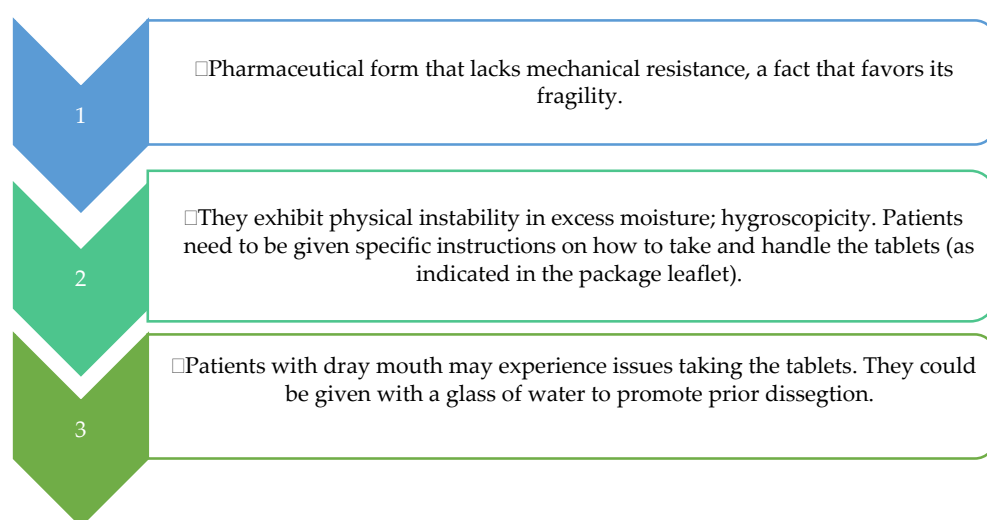 1
□Pharmaceutical form that lacks mechanical resistance, a fact that favors its
fragility.
2
□They exhibit physical instability in excess moisture; hygroscopicity. Patients
need to be given specific instructions on how to take and handle the tablets (as
indicated in the package leaflet).
3
□Patients with dray mouth may experience issues taking the tablets. They could
be given with a glass of water to promote prior dissegtion.